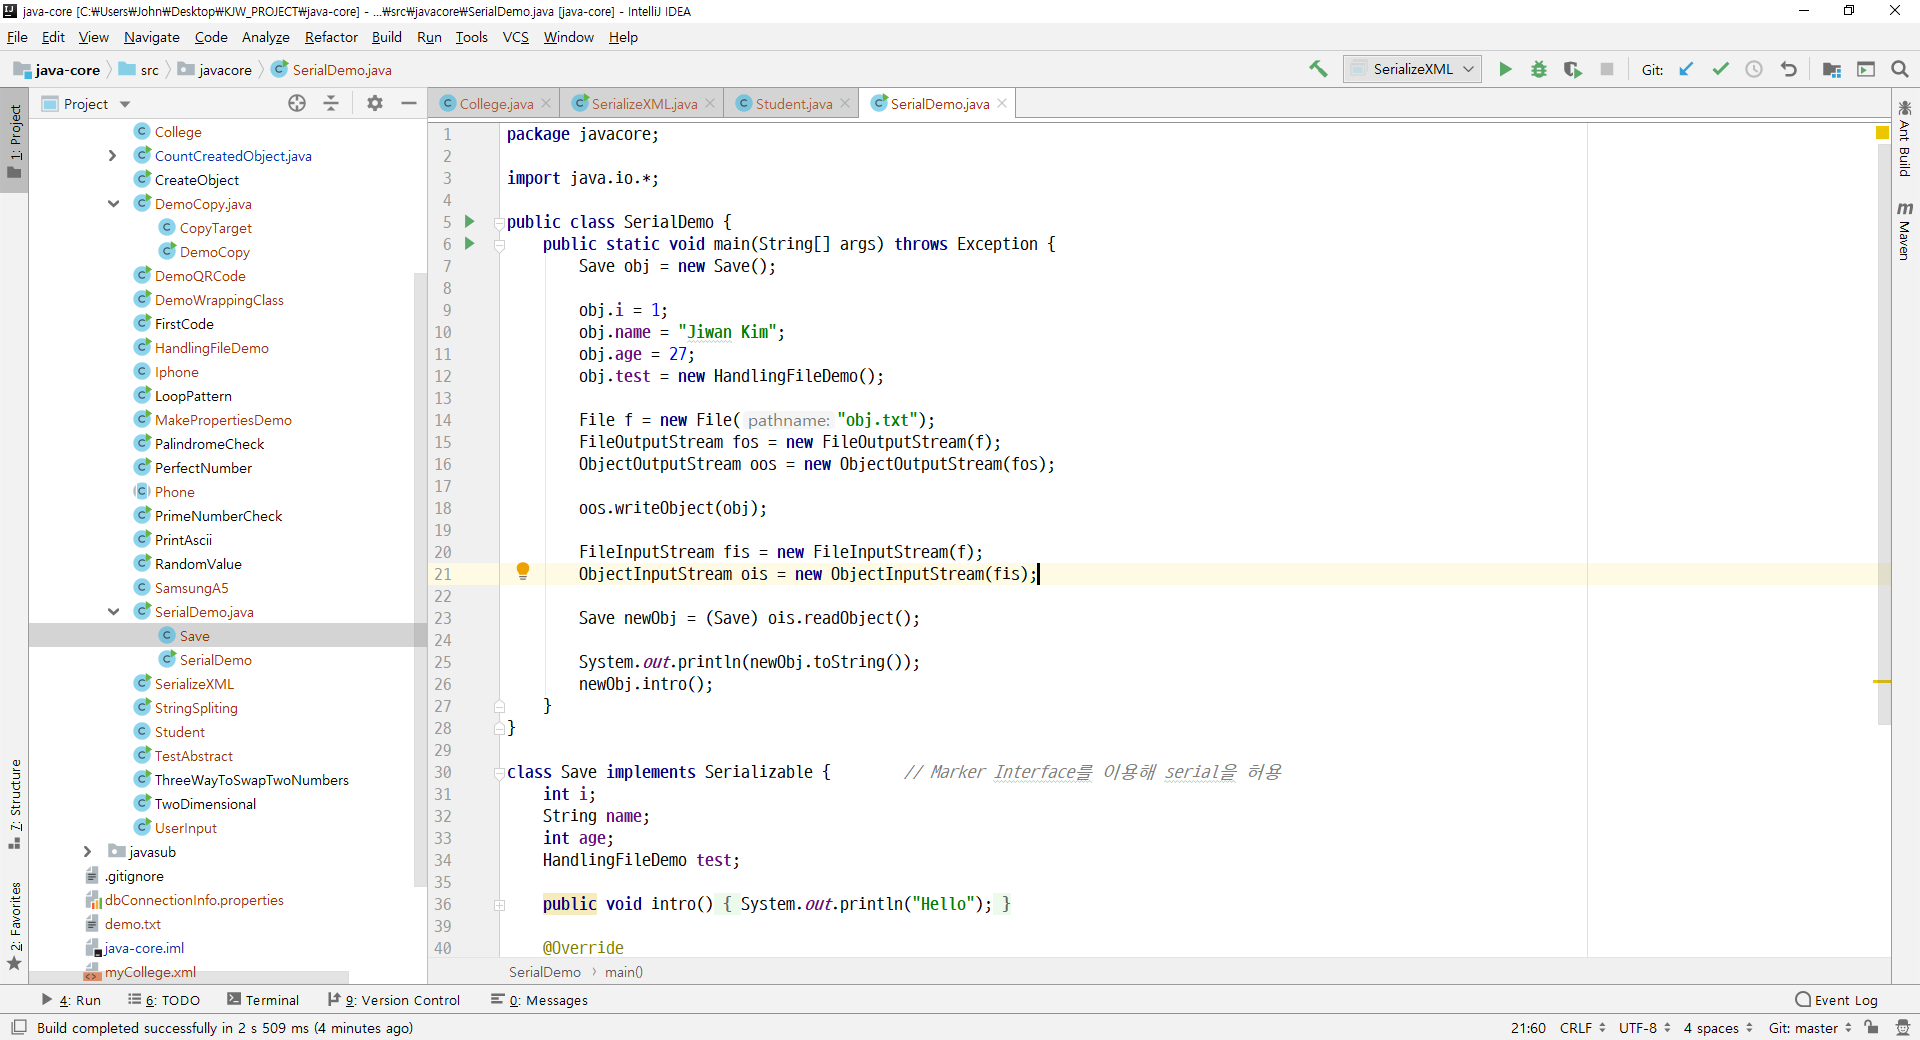 java-core [C:₩Users₩John₩Desktop₩KJW_PROJECT₩java-core] - ...₩src₩javacore₩SerialDemo.java [java-core] - IntelliJ IDEA
File Edit View Navigate Code Analyze Refactor Build Run Tools VCS Window Help
java-core src javacore SerialDemo.java SerializeXML Git:
Project
College.java SerializeXML.java Student.java SerialDemo.java
1: Project
7: Structure
2: Favorites
College
CountCreatedObject.java
CreateObject
DemoCopy.java
CopyTarget
DemoCopy
DemoQRCode
DemoWrappingClass
FirstCode
HandlingFileDemo
Iphone
LoopPattern
MakePropertiesDemo
PalindromeCheck
PerfectNumber
Phone
PrimeNumberCheck
PrintAscii
RandomValue
SamsungA5
SerialDemo.java
Save
SerialDemo
SerializeXML
StringSpliting
Student
TestAbstract
ThreeWayToSwapTwoNumbers
TwoDimensional
UserInput
javasub
.gitignore
dbConnectionInfo.properties
demo.txt
java-core.iml
myCollege.xml
1 package javacore;
2
3 import java.io.*;
4
5 public class SerialDemo {
6 public static void main(String[] args) throws Exception {
7 Save obj = new Save();
8
9 obj.i = 1;
10 obj.name = "Jiwan Kim";
11 obj.age = 27;
12 obj.test = new HandlingFileDemo();
13
14 File f = new File( pathname: "obj.txt");
15 FileOutputStream fos = new FileOutputStream(f);
16 ObjectOutputStream oos = new ObjectOutputStream(fos);
17
18 oos.writeObject(obj);
19
20 FileInputStream fis = new FileInputStream(f);
21 ObjectInputStream ois = new ObjectInputStream(fis);
22
23 Save newObj = (Save) ois.readObject();
24
25 System.out.println(newObj.toString());
26 newObj.intro();
27 }
28 }
29
30 class Save implements Serializable { // Marker Interface를 이용해 serial을 허용
31 int i;
32 String name;
33 int age;
34 HandlingFileDemo test;
35
36 public void intro() { System.out.println("Hello"); }
39
40 @Override
SerialDemo › main()
Ant Build
m Maven
4: Run 6: TODO Terminal 9: Version Control 0: Messages Event Log
Build completed successfully in 2 s 509 ms (4 minutes ago) 21:60 CRLF UTF-8 4 spaces Git: master